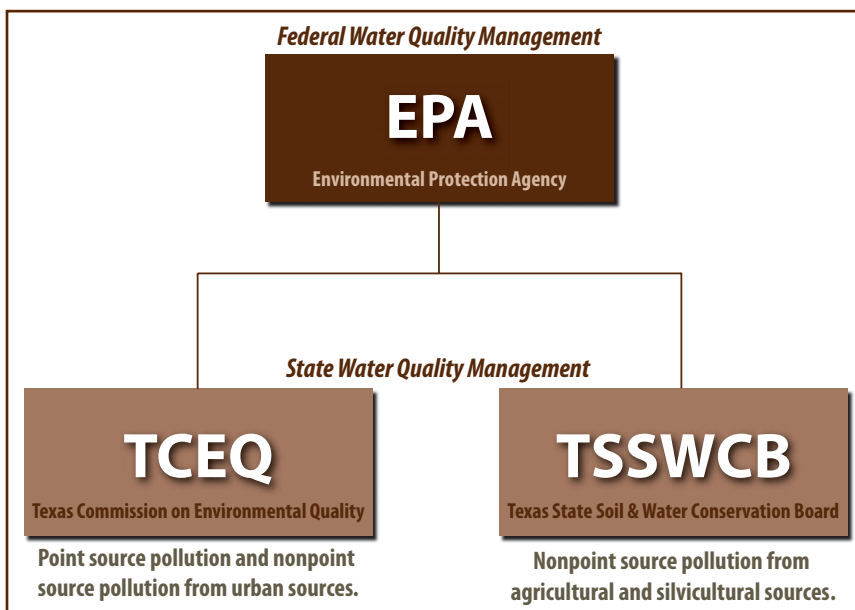 Federal Water Quality Management
EPA
Environmental Protection Agency
State Water Quality Management
TCEQ
Texas Commission on Environmental Quality
Point source pollution and nonpoint
source pollution from urban sources.
TSSWCB
Texas State Soil & Water Conservation Board
Nonpoint source pollution from
agricultural and silvicultural sources.